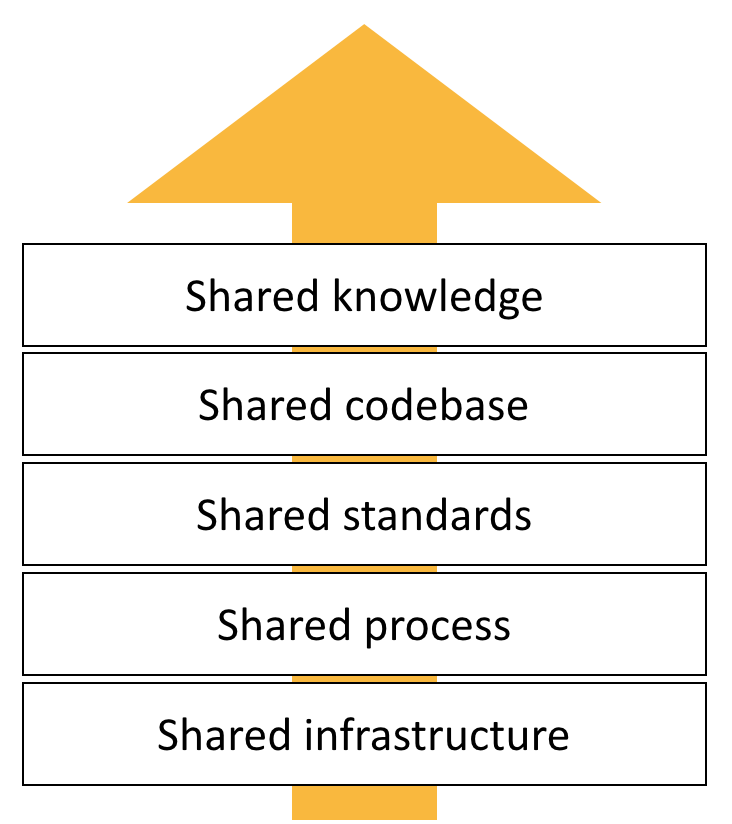 Shared knowledge
Shared codebase
Shared standards
Shared process
Shared infrastructure